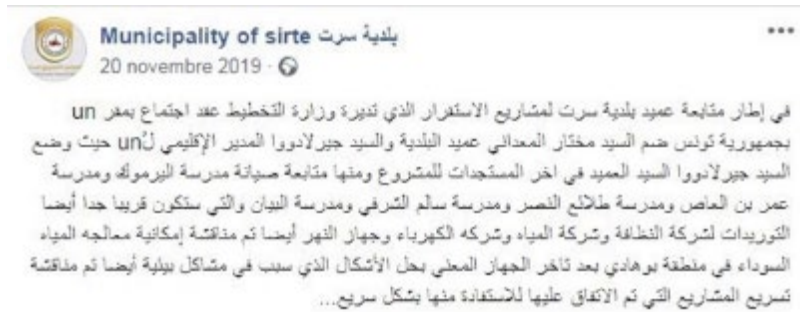 Municipality of sirte بلدية سرت
20 novembre 2019
في إطار متابعة عميد بلدية سرت لمشاريع الاستقرار الذي تديرة وزارة التخطيط عقد اجتماع بمقر un
بجمهورية تونس ضم السيد مختار المعداني عميد البلدية والسيد جيرلادووا المدير الإقليمي لُun حيث وضع
السيد جيرلادووا السيد العميد في اخر المستجدات للمشروع ومنها متابعة صيانة مدرسة اليرموك ومدرسة
عمر بن العاص ومدرسة طلائع النصر ومدرسة سالم الشرفي ومدرسة البيان والتي ستكون قريبا جدا أيضا
التوريدات لشركة النظافة وشركة المياه وشركه الكهرباء وجهاز النهر أيضا تم مناقشة إمكانية معالجه المياه
السوداء في منطقة بوهادي بعد تاخر الجهاز المعني بحل الأشكال الذي سبب في مشاكل بيئية أيضا تم مناقشة
تسريع المشاريع التي تم الاتفاق عليها للاستفادة منها بشكل سريع...